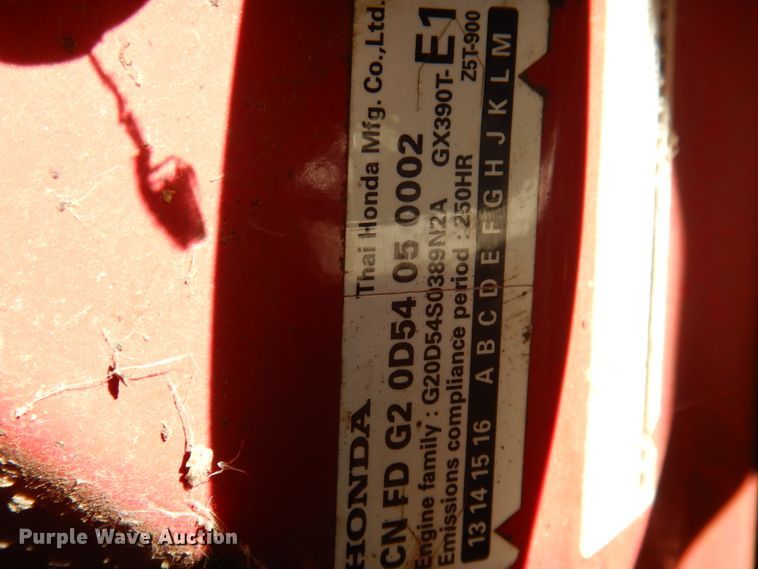 HONDA Thai Honda Mfg. Co.,Ltd.
CN FD G2 0D54 05 0002
Engine family : G20D54S0389N2A GX390T-E1
Emissions compliance period : 250HR Z5T-900
13 14 15 16 A B C D E F G H J K L M
Purple Wave Auction